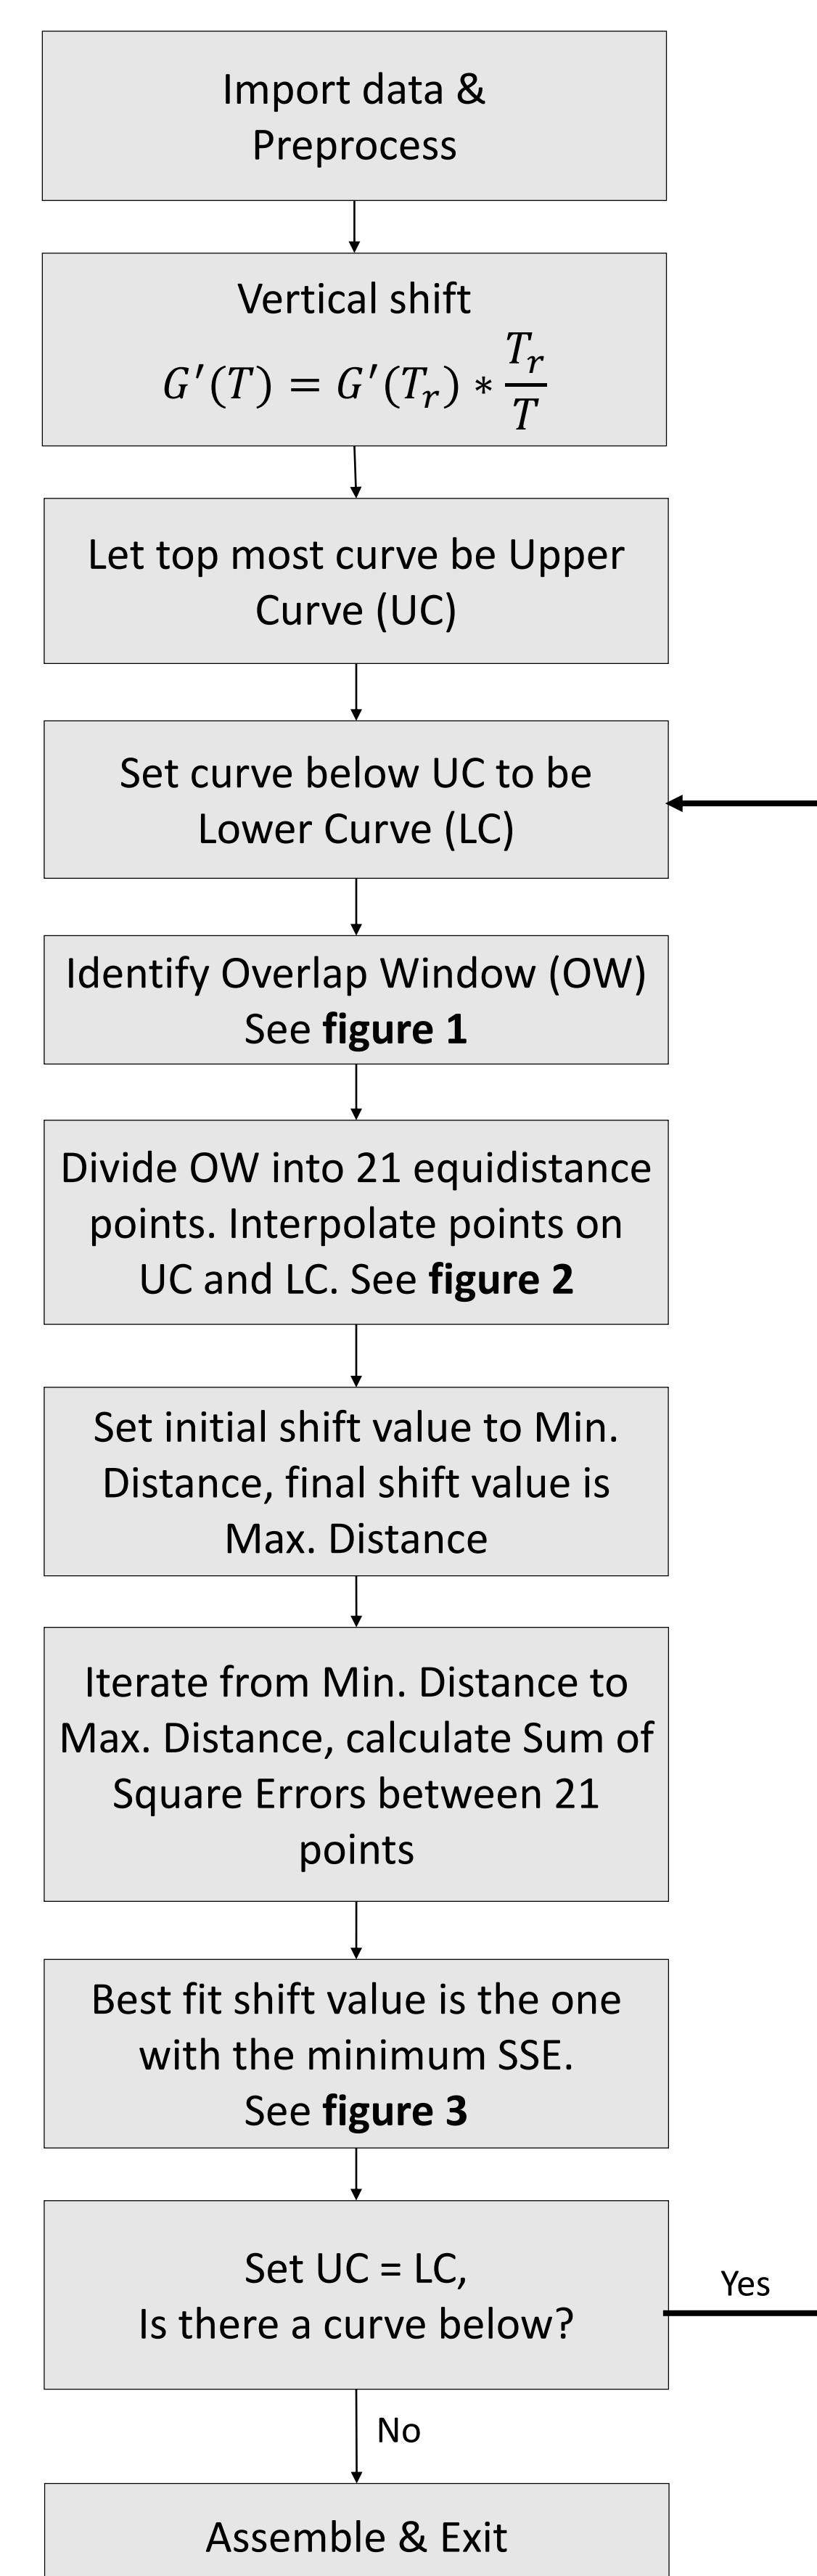 Import data &
Preprocess
Vertical shift
G′(T) = G′(Tᵣ) * Tᵣ/T
Let top most curve be Upper
Curve (UC)
Set curve below UC to be
Lower Curve (LC)
Identify Overlap Window (OW)
See figure 1
Divide OW into 21 equidistance
points. Interpolate points on
UC and LC. See figure 2
Set initial shift value to Min.
Distance, final shift value is
Max. Distance
Iterate from Min. Distance to
Max. Distance, calculate Sum of
Square Errors between 21
points
Best fit shift value is the one
with the minimum SSE.
See figure 3
Set UC = LC,
Is there a curve below?
Yes
No
Assemble & Exit